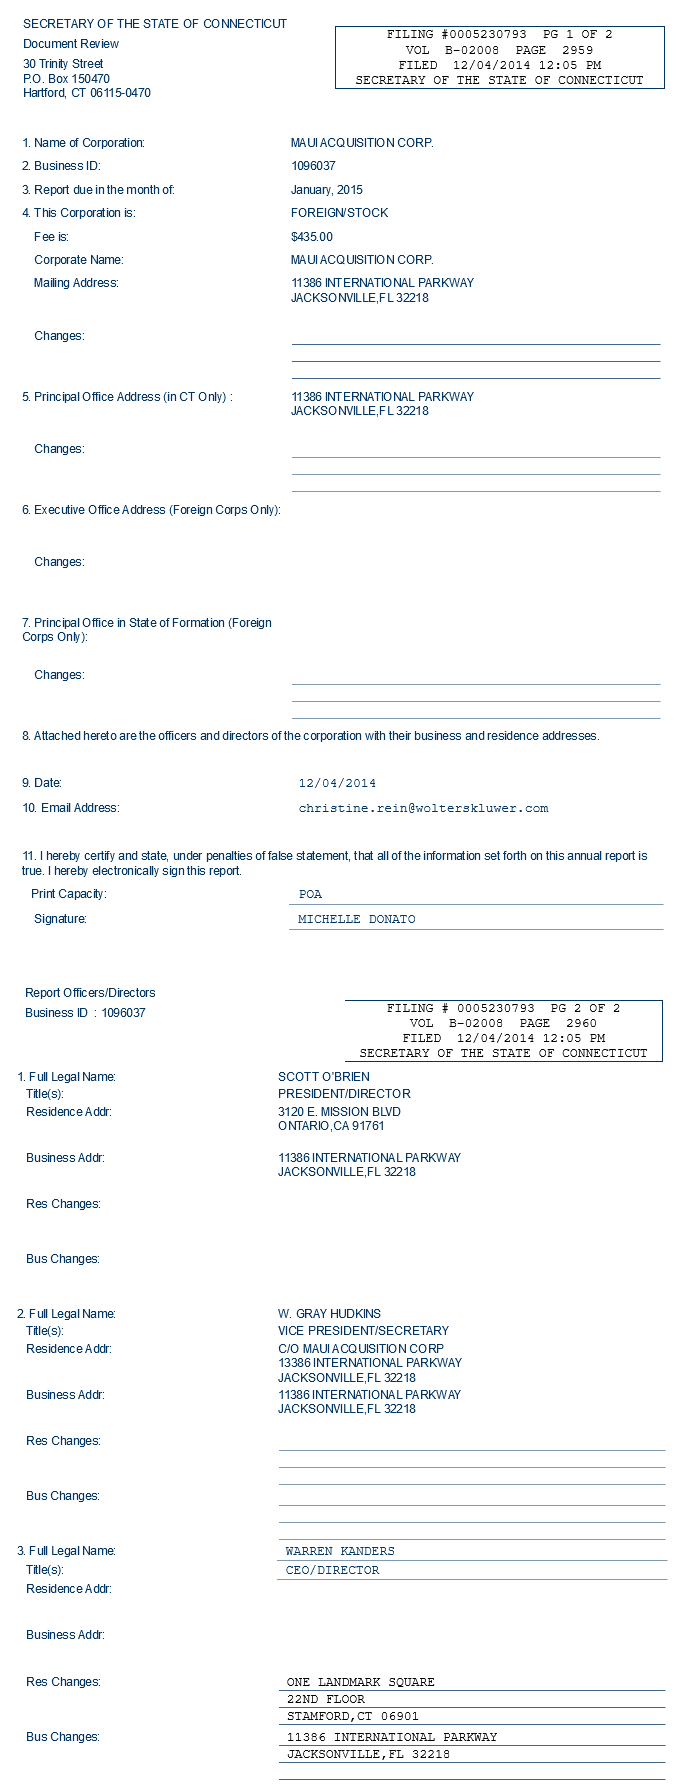 SECRETARY OF THE STATE OF CONNECTICUT
Document Review
30 Trinity Street
P.O. Box 150470
Hartford, CT 06115-0470
FILING #0005230793 PG 1 OF 2
VOL B-02008 PAGE 2959
FILED 12/04/2014 12:05 PM
SECRETARY OF THE STATE OF CONNECTICUT
1. Name of Corporation: MAUI ACQUISITION CORP.
2. Business ID: 1096037
3. Report due in the month of: January, 2015
4. This Corporation is: FOREIGN/STOCK
Fee is: $435.00
Corporate Name: MAUI ACQUISITION CORP.
Mailing Address: 11386 INTERNATIONAL PARKWAY
JACKSONVILLE,FL 32218
Changes:
5. Principal Office Address (in CT Only) : 11386 INTERNATIONAL PARKWAY
JACKSONVILLE,FL 32218
Changes:
6. Executive Office Address (Foreign Corps Only):
Changes:
7. Principal Office in State of Formation (Foreign
Corps Only):
Changes:
8. Attached hereto are the officers and directors of the corporation with their business and residence addresses.
9. Date: 12/04/2014
10. Email Address: christine.rein@wolterskluwer.com
11. I hereby certify and state, under penalties of false statement, that all of the information set forth on this annual report is
true. I hereby electronically sign this report.
Print Capacity: POA
Signature: MICHELLE DONATO
Report Officers/Directors
Business ID : 1096037
FILING # 0005230793 PG 2 OF 2
VOL B-02008 PAGE 2960
FILED 12/04/2014 12:05 PM
SECRETARY OF THE STATE OF CONNECTICUT
1. Full Legal Name: SCOTT O'BRIEN
Title(s): PRESIDENT/DIRECTOR
Residence Addr: 3120 E. MISSION BLVD
ONTARIO,CA 91761
Business Addr: 11386 INTERNATIONAL PARKWAY
JACKSONVILLE,FL 32218
Res Changes:
Bus Changes:
2. Full Legal Name: W. GRAY HUDKINS
Title(s): VICE PRESIDENT/SECRETARY
Residence Addr: C/O MAUI ACQUISITION CORP
13386 INTERNATIONAL PARKWAY
JACKSONVILLE,FL 32218
Business Addr: 11386 INTERNATIONAL PARKWAY
JACKSONVILLE,FL 32218
Res Changes:
Bus Changes:
3. Full Legal Name: WARREN KANDERS
Title(s): CEO/DIRECTOR
Residence Addr:
Business Addr:
Res Changes: ONE LANDMARK SQUARE
22ND FLOOR
STAMFORD,CT 06901
Bus Changes: 11386 INTERNATIONAL PARKWAY
JACKSONVILLE,FL 32218